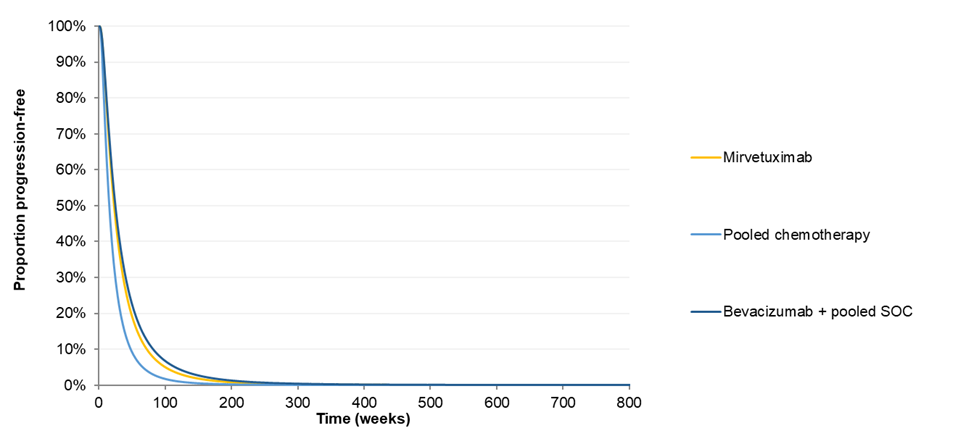 100%
90%
80%
70%
60%
50%
40%
30%
20%
10%
0%
Proportion progression-free
0 100 200 300 400 500 600 700 800
Time (weeks)
Mirvetuximab
Pooled chemotherapy
Bevacizumab + pooled SOC